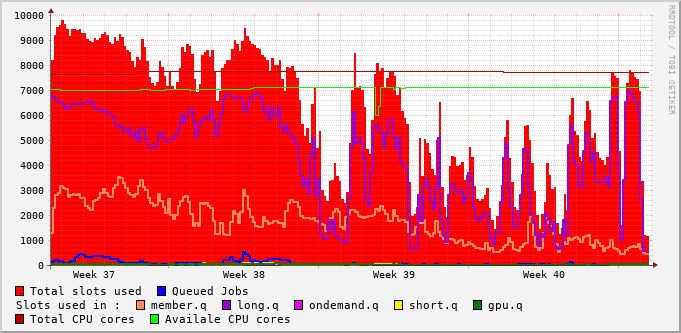 10000
9000
8000
7000
6000
5000
4000
3000
2000
1000
0
Week 37 Week 38 Week 39 Week 40
RRDTOOL / TOBI OETIKER
Total slots used Queued Jobs
Slots used in : member.q long.q ondemand.q short.q gpu.q
Total CPU cores Availale CPU cores